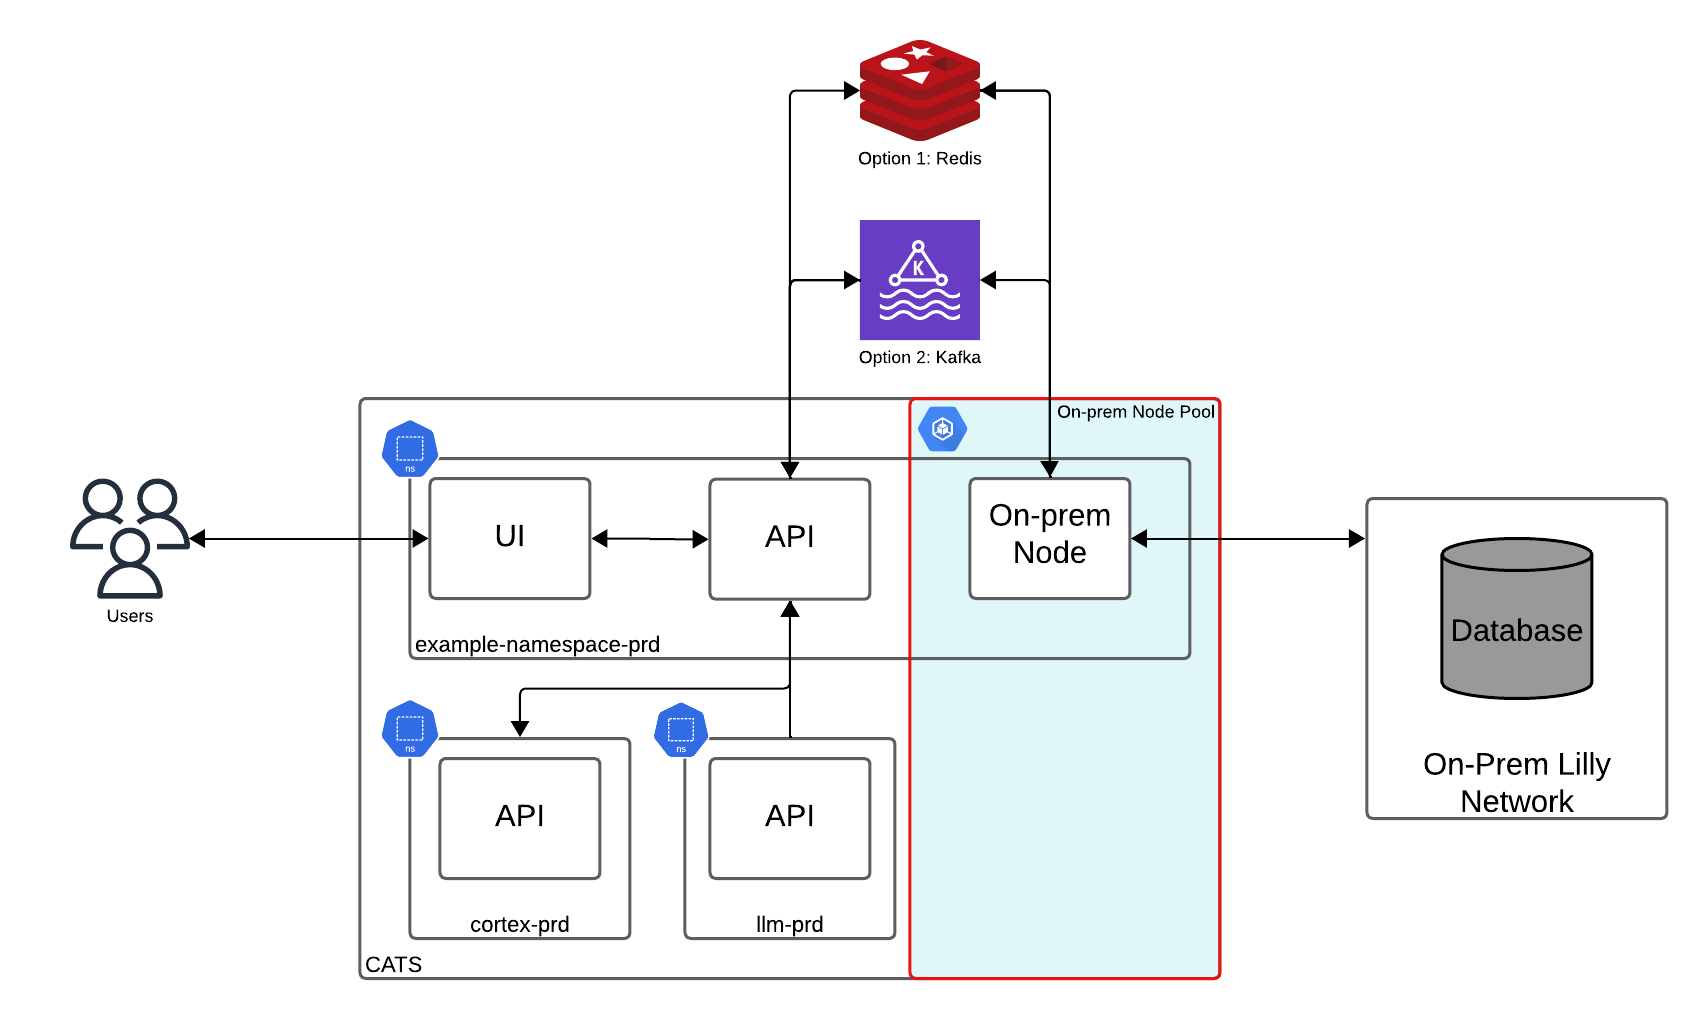 Option 1: Redis
K
Option 2: Kafka
On-prem Node Pool
ns
UI
API
On-prem
Node
Users
example-namespace-prd
Database
ns
ns
API
API
On-Prem Lilly
Network
cortex-prd
llm-prd
CATS